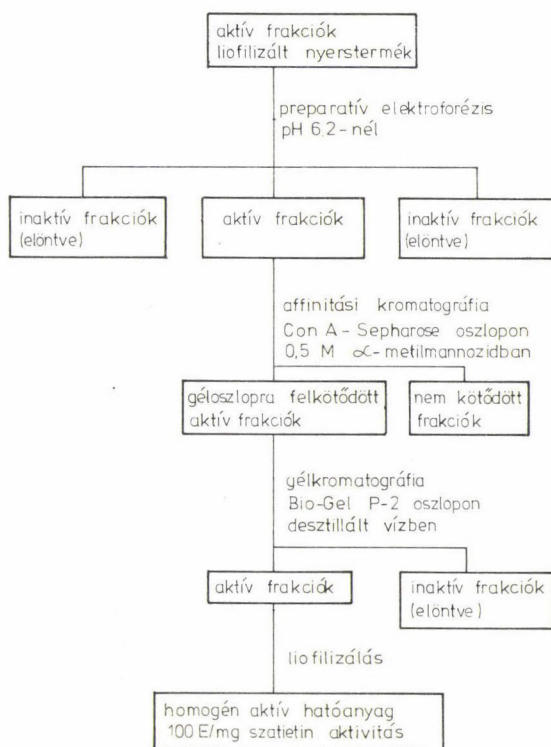 aktív frakciók
liofilizált nyerstermék
preparatív elektroforézis
pH 6,2-nél
inaktív frakciók
(elöntve)
aktív frakciók
inaktív frakciók
(elöntve)
affinitási kromatográfia
Con A - Sepharose oszlopon
0,5 M α-metilmannozidban
géloszlopra felkötődött
aktív frakciók
nem kötődött
frakciók
gélkromatográfia
Bio-Gel P-2 oszlopon
desztillált vízben
aktív frakciók
inaktív frakciók
(elöntve)
liofilizálás
homogén aktív hatóanyag
100 E/mg szatietin aktivitás